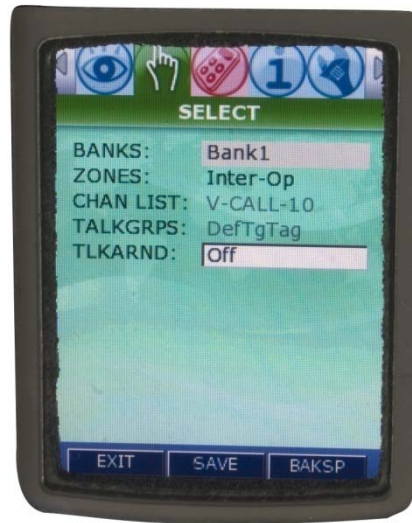 SELECT
BANKS: Bank1
ZONES: Inter-Op
CHAN LIST: V-CALL-10
TALKGRPS: DefTgTag
TLKARND: Off
EXIT SAVE BAKSP